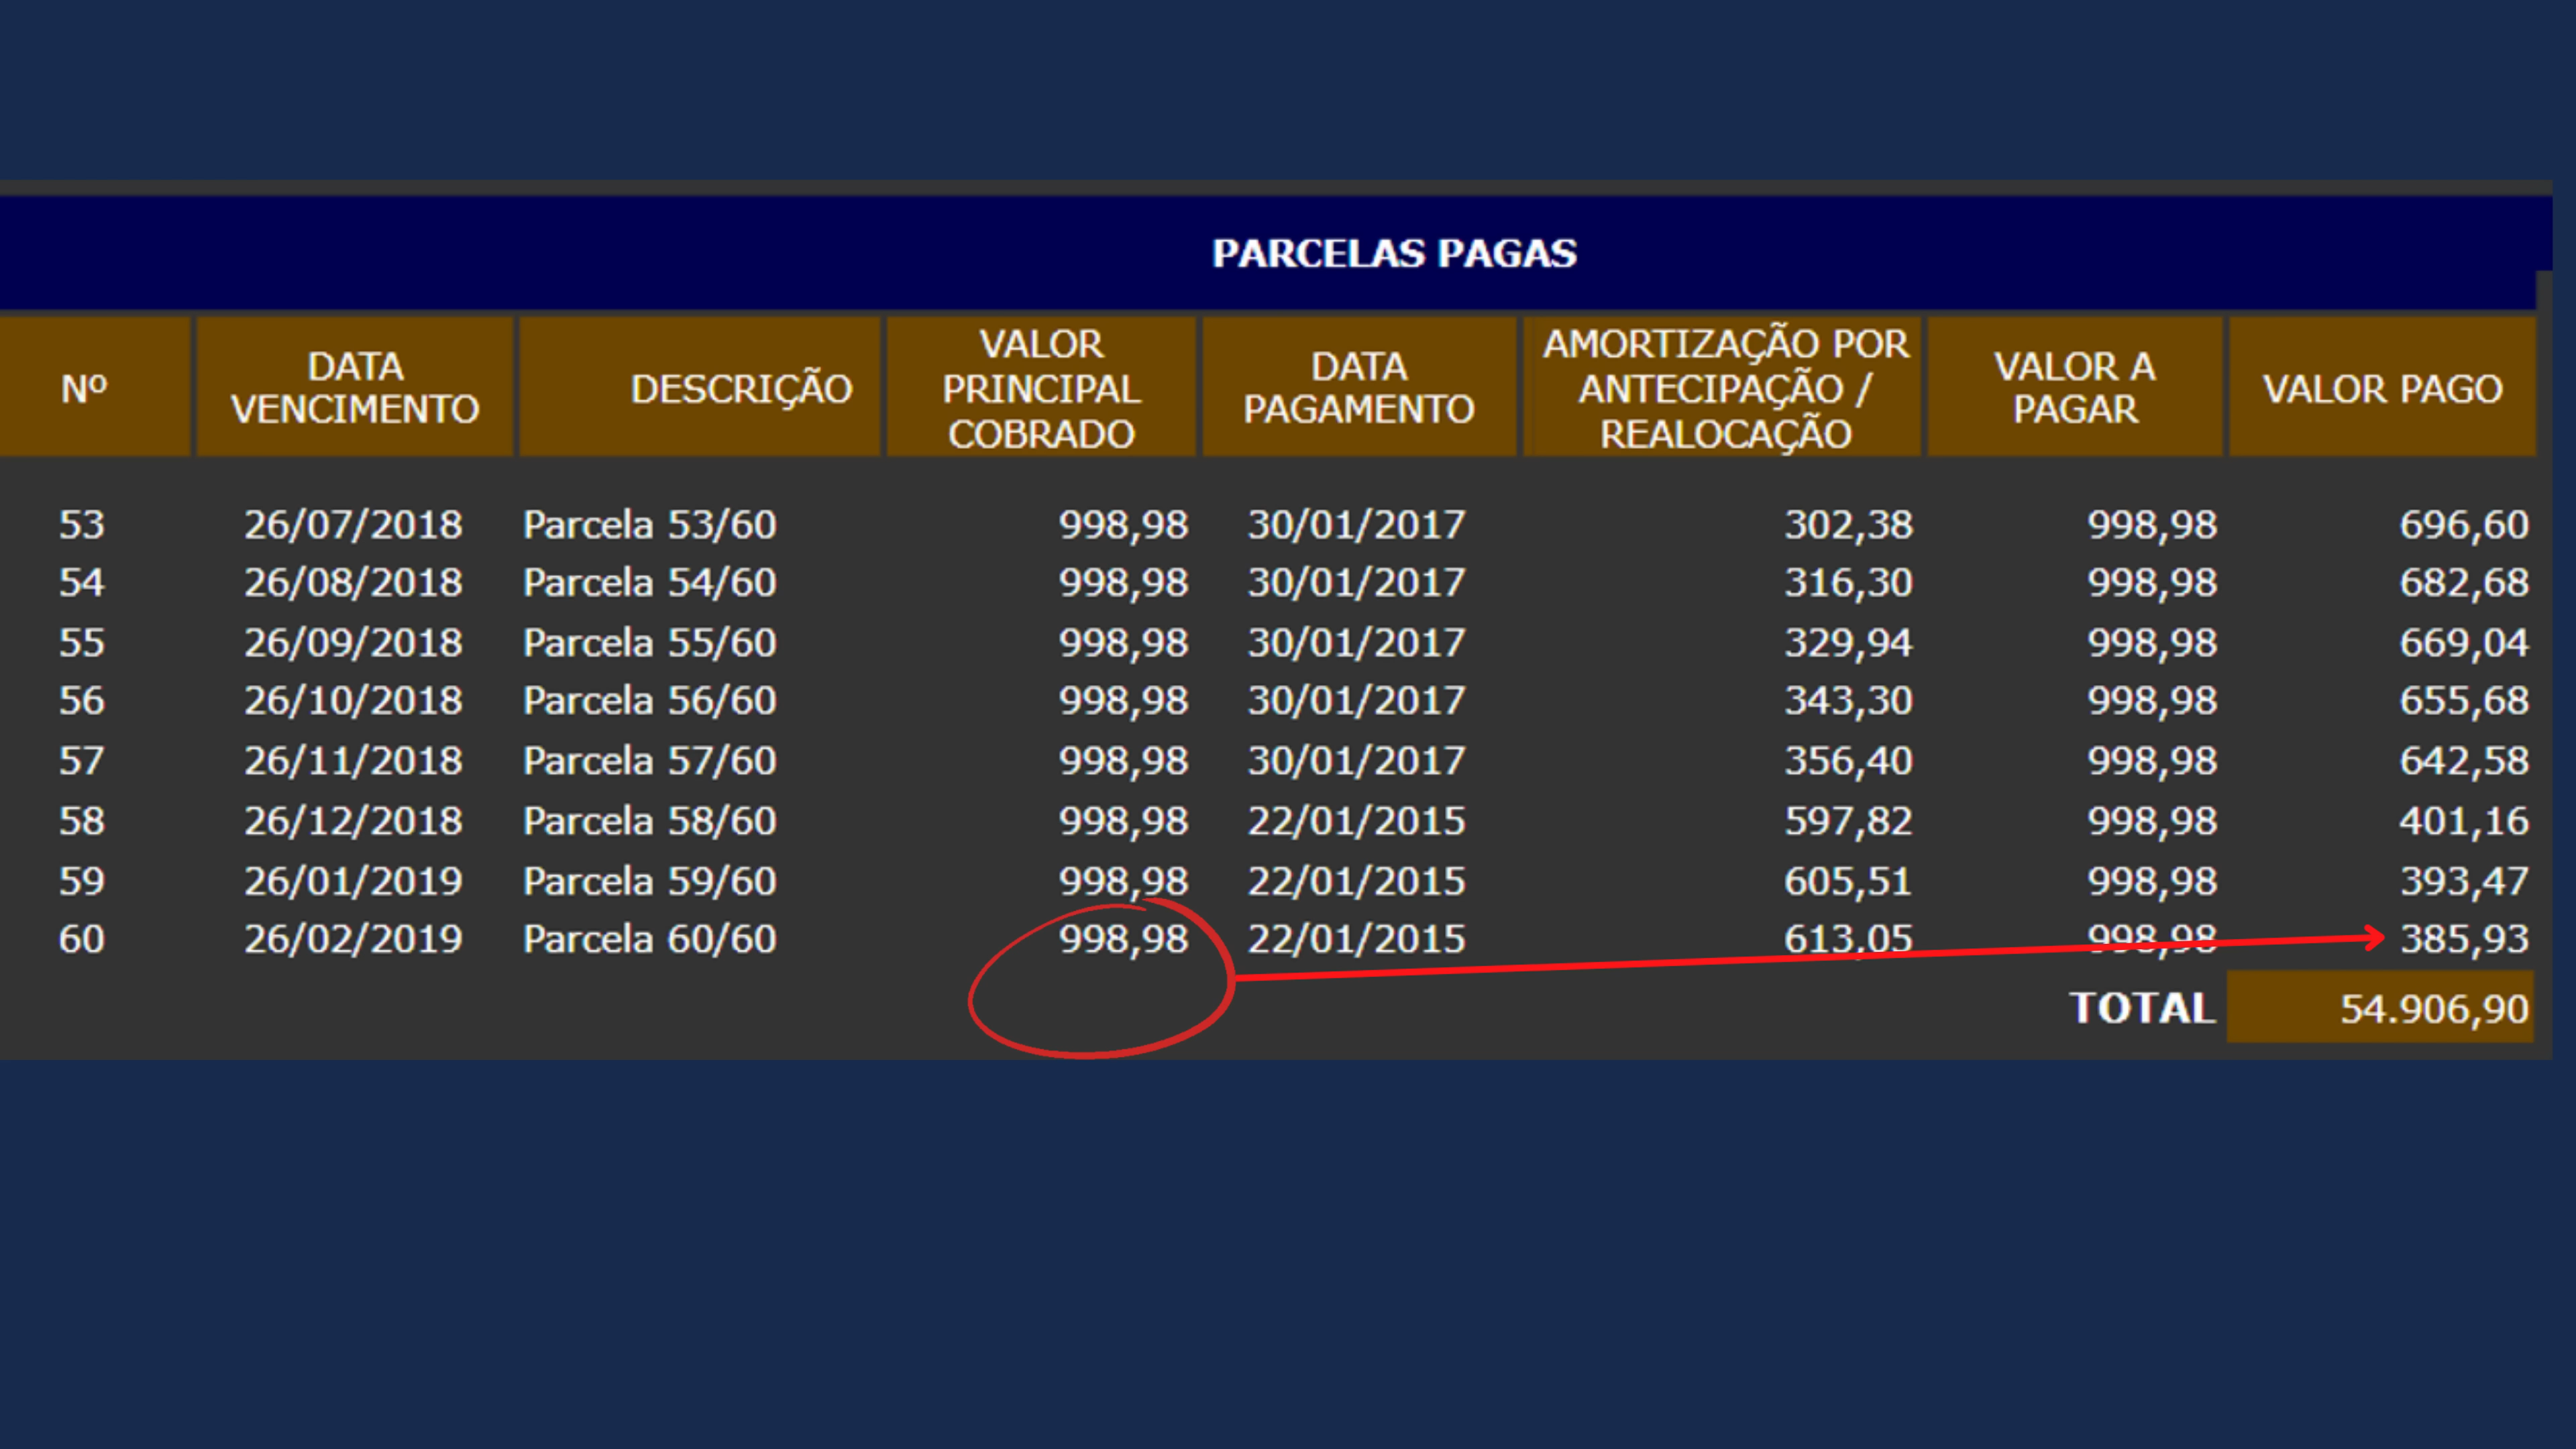 PARCELAS PAGAS
Nº DATA VENCIMENTO DESCRIÇÃO VALOR PRINCIPAL COBRADO DATA PAGAMENTO AMORTIZAÇÃO POR ANTECIPAÇÃO / REALOCAÇÃO VALOR A PAGAR VALOR PAGO
53 26/07/2018 Parcela 53/60 998,98 30/01/2017 302,38 998,98 696,60
54 26/08/2018 Parcela 54/60 998,98 30/01/2017 316,30 998,98 682,68
55 26/09/2018 Parcela 55/60 998,98 30/01/2017 329,94 998,98 669,04
56 26/10/2018 Parcela 56/60 998,98 30/01/2017 343,30 998,98 655,68
57 26/11/2018 Parcela 57/60 998,98 30/01/2017 356,40 998,98 642,58
58 26/12/2018 Parcela 58/60 998,98 22/01/2015 597,82 998,98 401,16
59 26/01/2019 Parcela 59/60 998,98 22/01/2015 605,51 998,98 393,47
60 26/02/2019 Parcela 60/60 998,98 22/01/2015 613,05 998,98 385,93
TOTAL 54.906,90